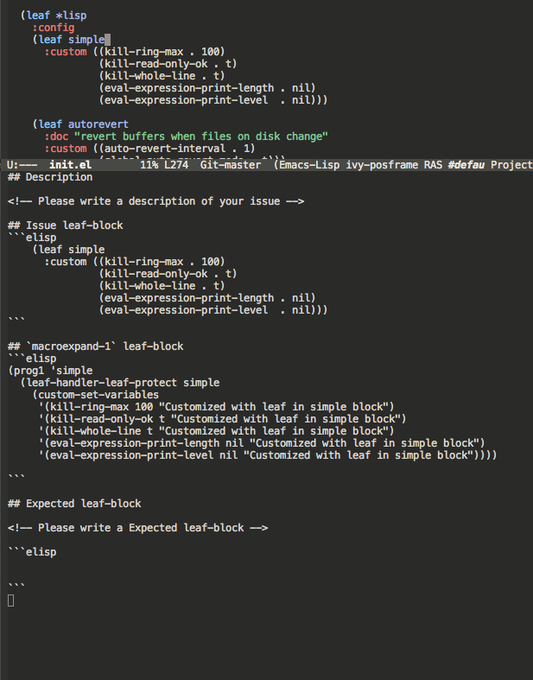 (leaf *lisp
:config
(leaf simple
:custom ((kill-ring-max . 100)
(kill-read-only-ok . t)
(kill-whole-line . t)
(eval-expression-print-length . nil)
(eval-expression-print-level  . nil)))
(leaf autorevert
:doc "revert buffers when files on disk change"
:custom ((auto-revert-interval . 1)
U:---  init.el        11% L274  Git-master  (Emacs-Lisp ivy-posframe RAS #defau Project
## Description
<!-- Please write a description of your issue -->
## Issue leaf-block
```elisp
(leaf simple
:custom ((kill-ring-max . 100)
(kill-read-only-ok . t)
(kill-whole-line . t)
(eval-expression-print-length . nil)
(eval-expression-print-level  . nil)))
```
## `macroexpand-1` leaf-block
```elisp
(prog1 'simple
(leaf-handler-leaf-protect simple
(custom-set-variables
'(kill-ring-max 100 "Customized with leaf in simple block")
'(kill-read-only-ok t "Customized with leaf in simple block")
'(kill-whole-line t "Customized with leaf in simple block")
'(eval-expression-print-length nil "Customized with leaf in simple block")
'(eval-expression-print-level nil "Customized with leaf in simple block"))))
```
## Expected leaf-block
<!-- Please write a Expected leaf-block -->
```elisp
```